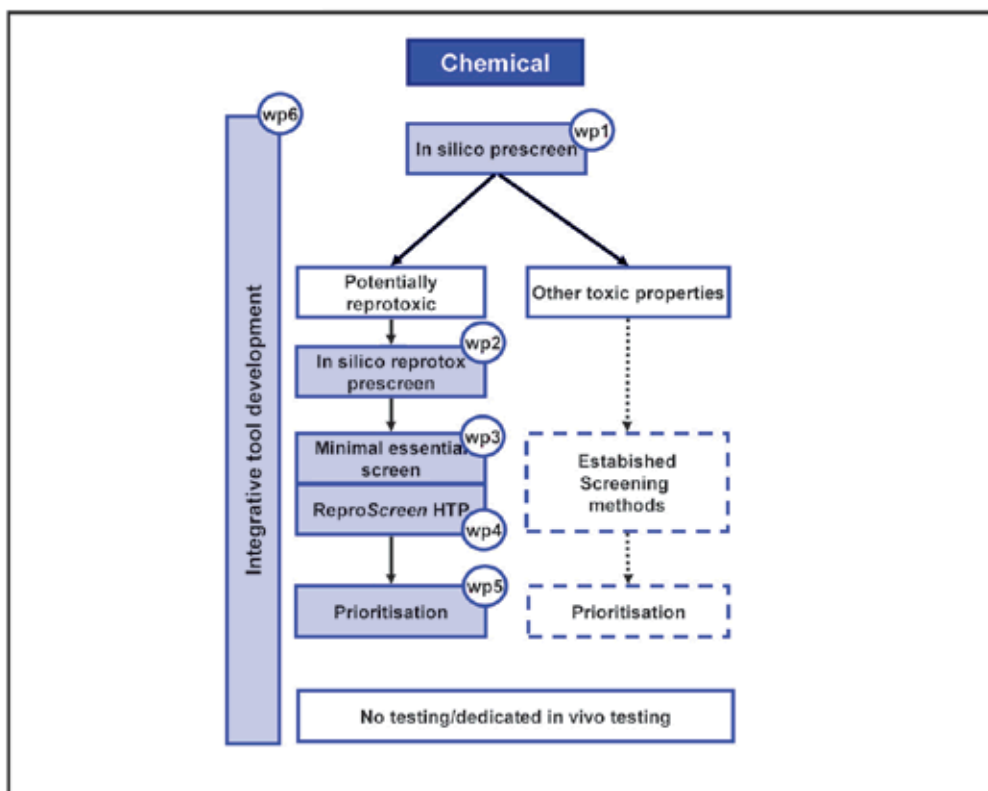 Chemical
wp6
wp1
In silico prescreen
Potentially
reprotoxic
Other toxic properties
wp2
In silico reprotox
prescreen
wp3
Minimal essential
screen
Estabished
Screening
methods
ReproScreen HTP
wp4
wp5
Prioritisation
Prioritisation
Integrative tool development
No testing/dedicated in vivo testing